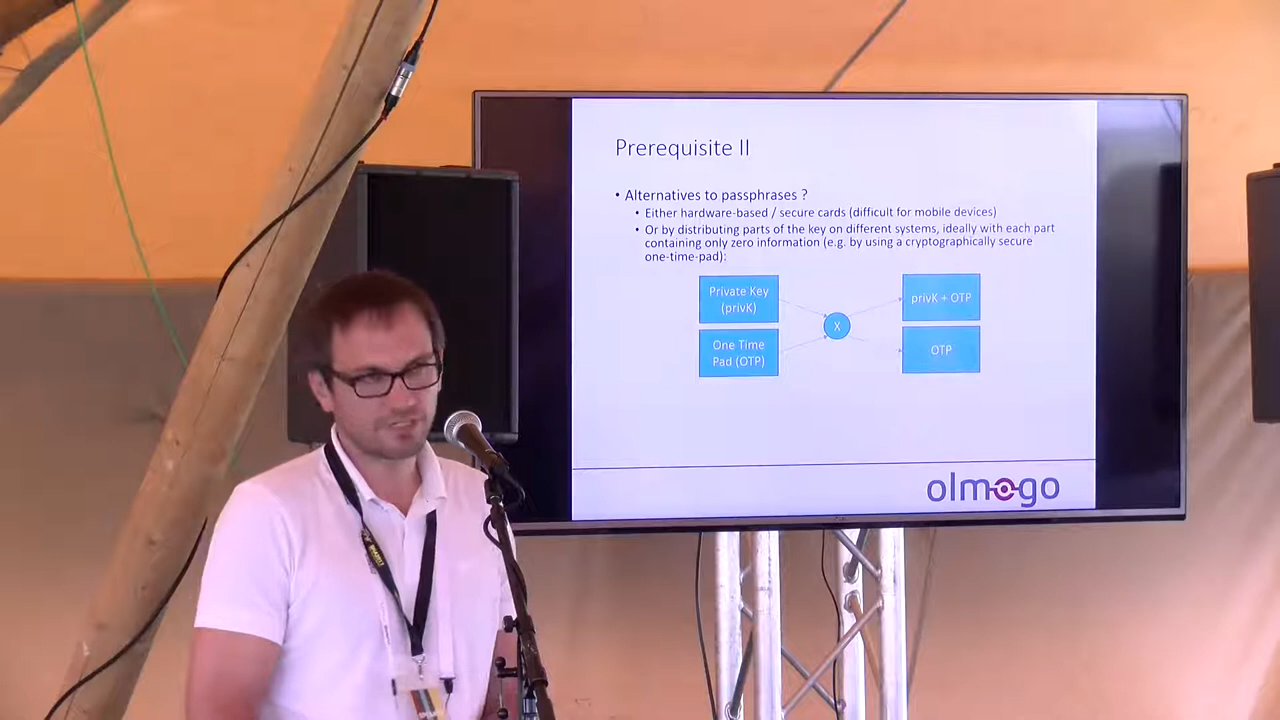 Prerequisite II
• Alternatives to passphrases ?
• Either hardware-based / secure cards (difficult for mobile devices)
• Or by distributing parts of the key on different systems, ideally with each part
containing only zero information (e.g. by using a cryptographically secure
one-time-pad):
Private Key
(privK)
One Time
Pad (OTP)
X
privK + OTP
OTP
olmogo